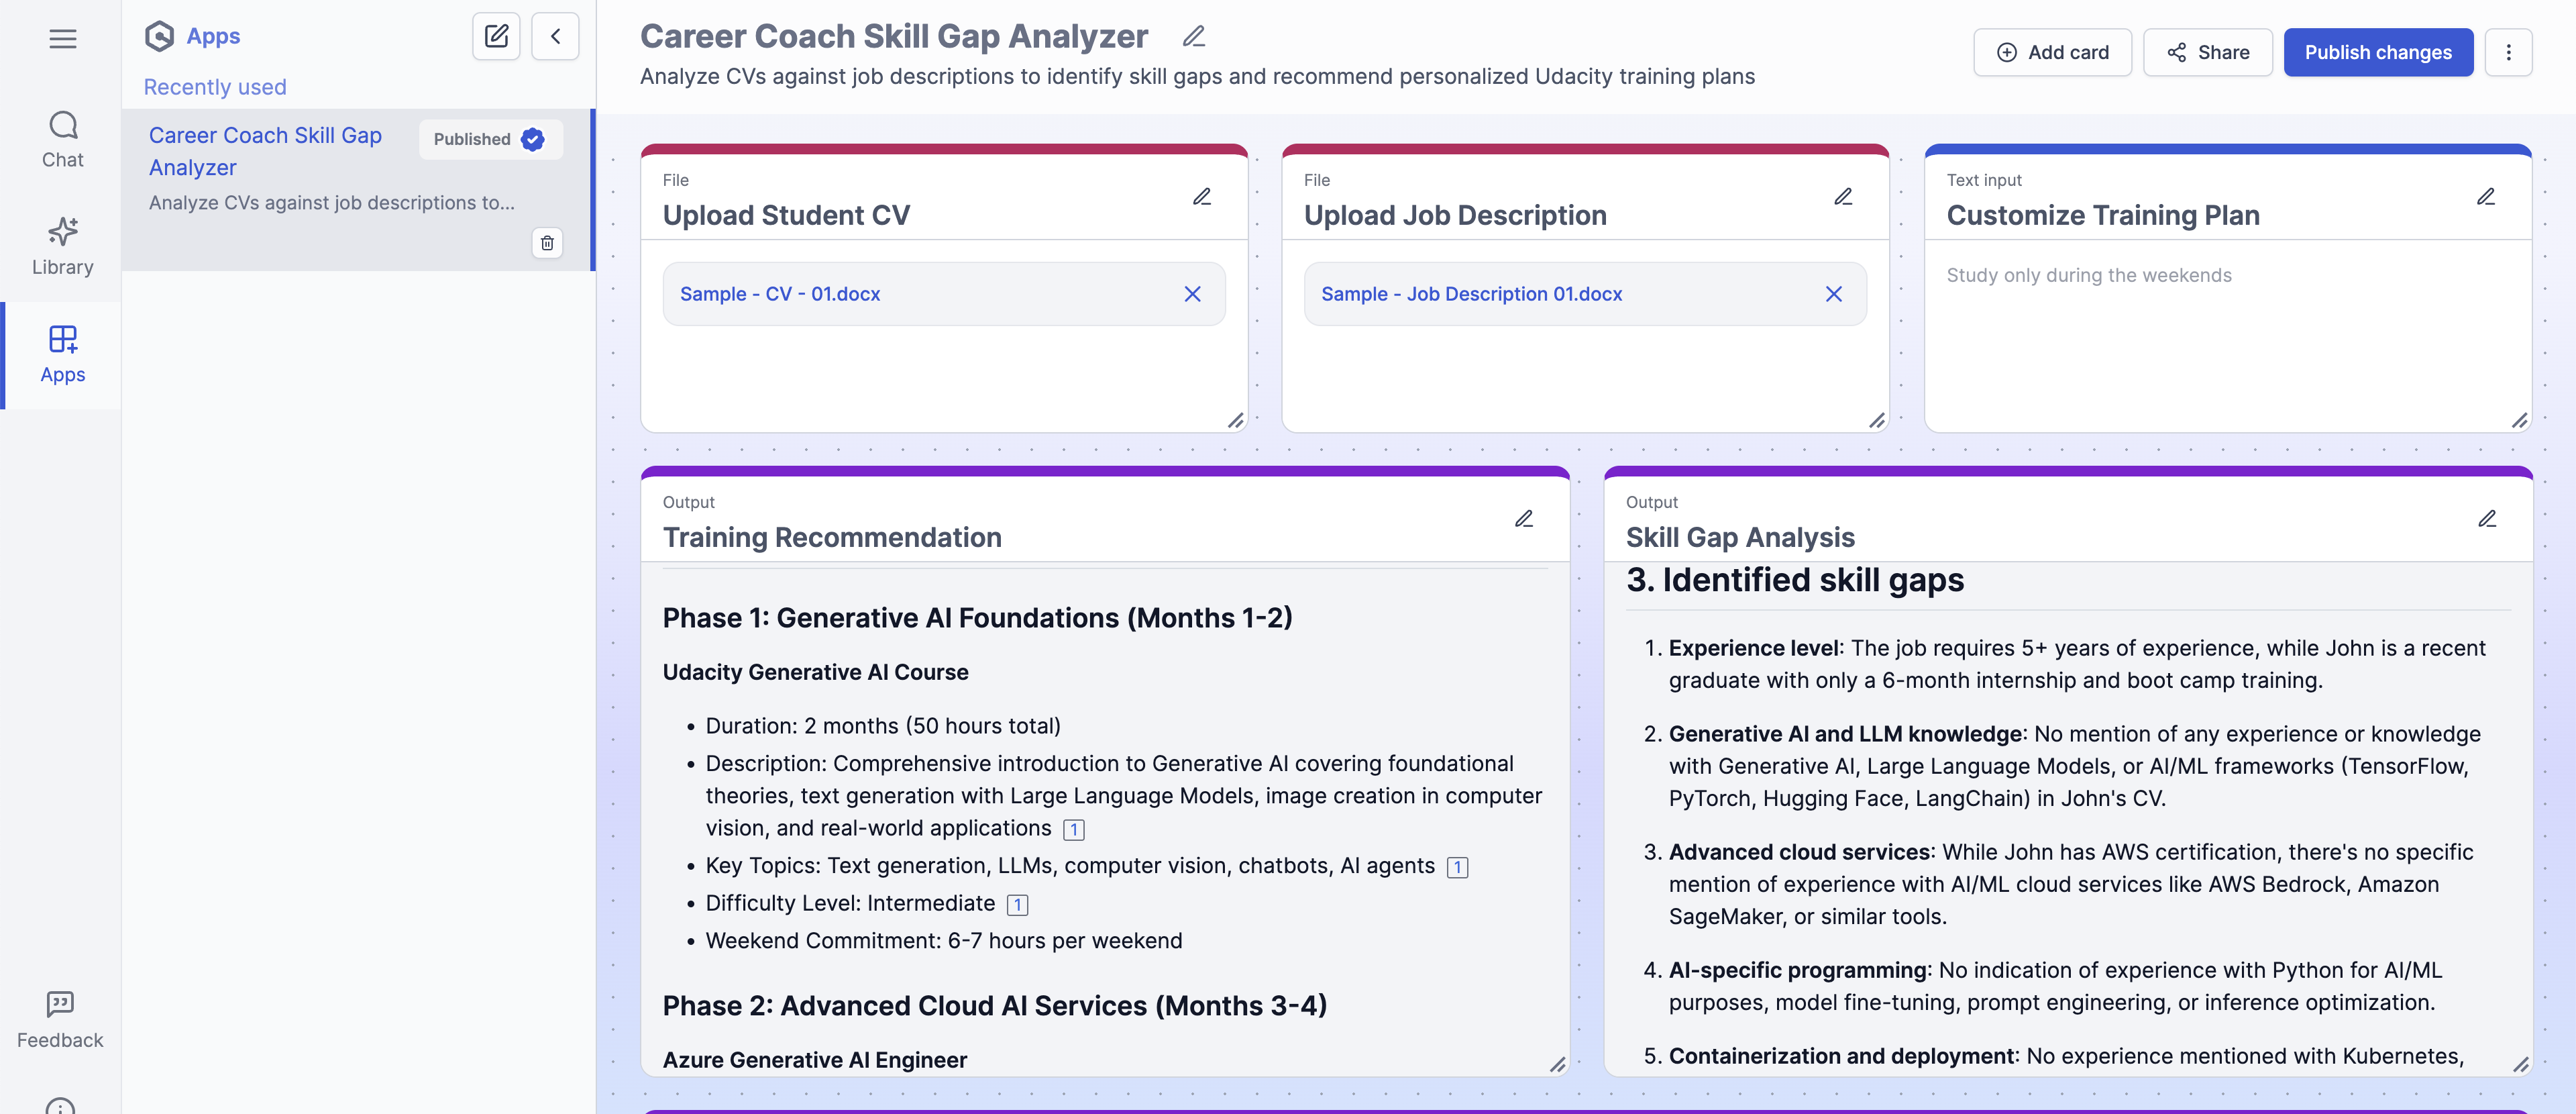 Apps
Recently used
Career Coach Skill Gap
Analyzer
Published
Analyze CVs against job descriptions to...
Chat
Library
Apps
Feedback
Career Coach Skill Gap Analyzer
Analyze CVs against job descriptions to identify skill gaps and recommend personalized Udacity training plans
Add card
Share
Publish changes
File
Upload Student CV
Sample - CV - 01.docx
File
Upload Job Description
Sample - Job Description 01.docx
Text input
Customize Training Plan
Study only during the weekends
Output
Training Recommendation
Phase 1: Generative AI Foundations (Months 1-2)
Udacity Generative AI Course
• Duration: 2 months (50 hours total)
• Description: Comprehensive introduction to Generative AI covering foundational
theories, text generation with Large Language Models, image creation in computer
vision, and real-world applications 1
• Key Topics: Text generation, LLMs, computer vision, chatbots, AI agents 1
• Difficulty Level: Intermediate 1
• Weekend Commitment: 6-7 hours per weekend
Phase 2: Advanced Cloud AI Services (Months 3-4)
Azure Generative AI Engineer
Output
Skill Gap Analysis
3. Identified skill gaps
1. Experience level: The job requires 5+ years of experience, while John is a recent
graduate with only a 6-month internship and boot camp training.
2. Generative AI and LLM knowledge: No mention of any experience or knowledge
with Generative AI, Large Language Models, or AI/ML frameworks (TensorFlow,
PyTorch, Hugging Face, LangChain) in John's CV.
3. Advanced cloud services: While John has AWS certification, there's no specific
mention of experience with AI/ML cloud services like AWS Bedrock, Amazon
SageMaker, or similar tools.
4. AI-specific programming: No indication of experience with Python for AI/ML
purposes, model fine-tuning, prompt engineering, or inference optimization.
5. Containerization and deployment: No experience mentioned with Kubernetes,